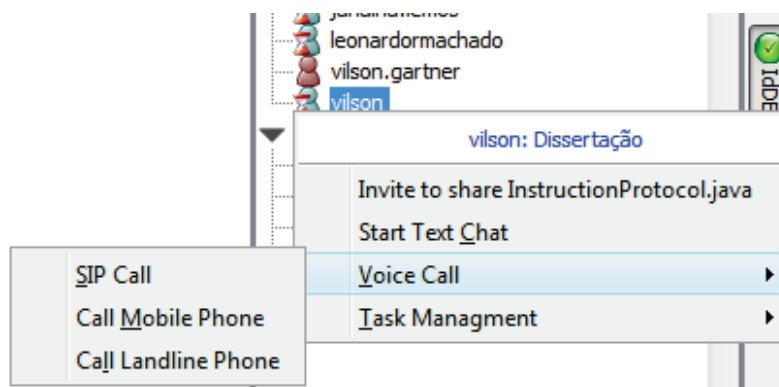 leonardormachado
vilson.gartner
vilson
vilson: Dissertação
Invite to share InstructionProtocol.java
Start Text Chat
Voice Call
Task Managment
SIP Call
Call Mobile Phone
Call Landline Phone